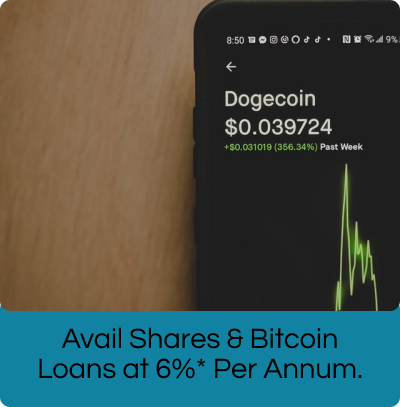 8:50 9%
Dogecoin
$0.039724
+$0.031019 (356.34%) Past Week
Avail Shares & Bitcoin
Loans at 6%* Per Annum.